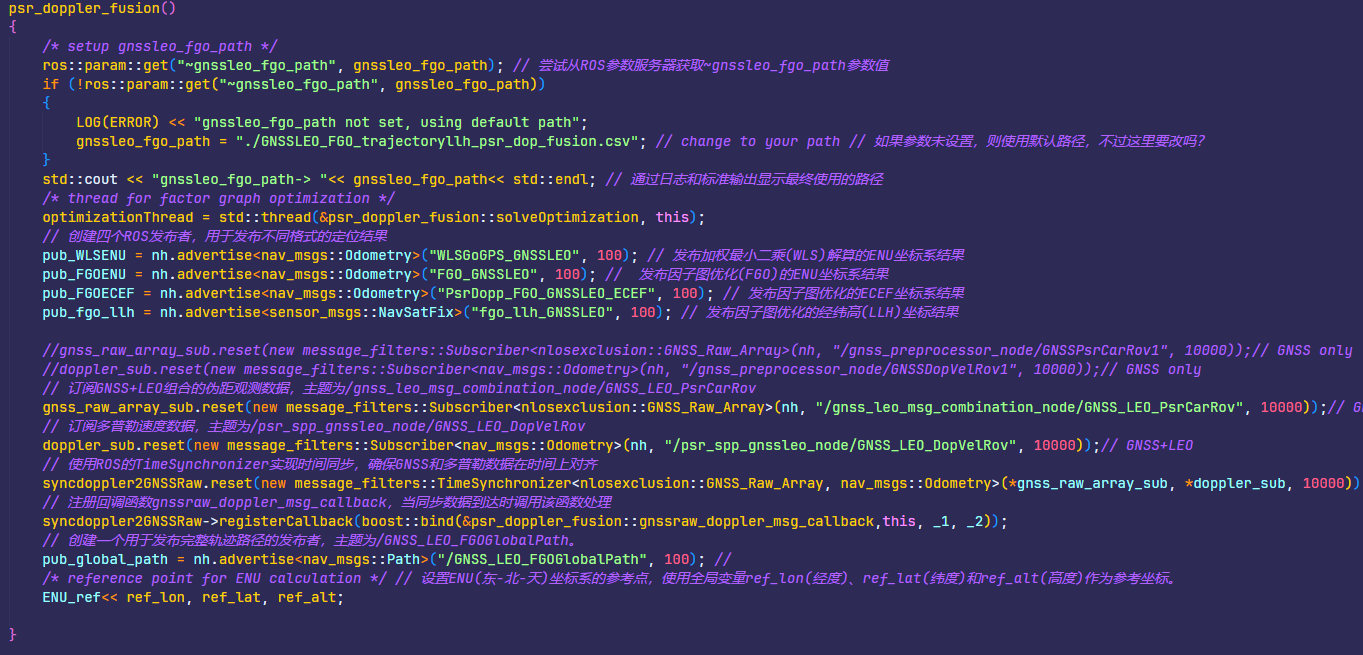 psr_doppler_fusion()
{
    /* setup gnssleo_fgo_path */
    ros::param::get("~gnssleo_fgo_path", gnssleo_fgo_path); // 尝试从ROS参数服务器获取~gnssleo_fgo_path参数值
    if (!ros::param::get("~gnssleo_fgo_path", gnssleo_fgo_path))
    {
        LOG(ERROR) << "gnssleo_fgo_path not set, using default path";
        gnssleo_fgo_path = "./GNSSLEO_FGO_trajectoryllh_psr_dop_fusion.csv"; // change to your path // 如果参数未设置，则使用默认路径，不过这里要改吗？
    }
    std::cout << "gnssleo_fgo_path-> "<< gnssleo_fgo_path<< std::endl; // 通过日志和标准输出显示最终使用的路径
    /* thread for factor graph optimization */
    optimizationThread = std::thread(&psr_doppler_fusion::solveOptimization, this);
    // 创建四个ROS发布者，用于发布不同格式的定位结果
    pub_WLSENU = nh.advertise<nav_msgs::Odometry>("WLSGoGPS_GNSSLEO", 100); // 发布加权最小二乘(WLS)解算的ENU坐标系结果
    pub_FGOENU = nh.advertise<nav_msgs::Odometry>("FGO_GNSSLEO", 100); //  发布因子图优化(FGO)的ENU坐标系结果
    pub_FGOECEF = nh.advertise<nav_msgs::Odometry>("PsrDopp_FGO_GNSSLEO_ECEF", 100); // 发布因子图优化的ECEF坐标系结果
    pub_fgo_llh = nh.advertise<sensor_msgs::NavSatFix>("fgo_llh_GNSSLEO", 100); // 发布因子图优化的经纬高(LLH)坐标结果
    //gnss_raw_array_sub.reset(new message_filters::Subscriber<nlosexclusion::GNSS_Raw_Array>(nh, "/gnss_preprocessor_node/GNSSPsrCarRov1", 10000));// GNSS only
    //doppler_sub.reset(new message_filters::Subscriber<nav_msgs::Odometry>(nh, "/gnss_preprocessor_node/GNSSDopVelRov1", 10000));// GNSS only
    // 订阅GNSS+LEO组合的伪距观测数据，主题为/gnss_leo_msg_combination_node/GNSS_LEO_PsrCarRov
    gnss_raw_array_sub.reset(new message_filters::Subscriber<nlosexclusion::GNSS_Raw_Array>(nh, "/gnss_leo_msg_combination_node/GNSS_LEO_PsrCarRov", 10000));//
    // 订阅多普勒速度数据，主题为/psr_spp_gnssleo_node/GNSS_LEO_DopVelRov
    doppler_sub.reset(new message_filters::Subscriber<nav_msgs::Odometry>(nh, "/psr_spp_gnssleo_node/GNSS_LEO_DopVelRov", 10000));// GNSS+LEO
    // 使用ROS的TimeSynchronizer实现时间同步，确保GNSS和多普勒数据在时间上对齐
    syncdoppler2GNSSRaw.reset(new message_filters::TimeSynchronizer<nlosexclusion::GNSS_Raw_Array, nav_msgs::Odometry>(*gnss_raw_array_sub, *doppler_sub, 10000))
    // 注册回调函数gnssraw_doppler_msg_callback，当同步数据到达时调用该函数处理
    syncdoppler2GNSSRaw->registerCallback(boost::bind(&psr_doppler_fusion::gnssraw_doppler_msg_callback,this, _1, _2));
    // 创建一个用于发布完整轨迹路径的发布者，主题为/GNSS_LEO_FGOGlobalPath。
    pub_global_path = nh.advertise<nav_msgs::Path>("/GNSS_LEO_FGOGlobalPath", 100); //
    /* reference point for ENU calculation */ // 设置ENU(东-北-天)坐标系的参考点，使用全局变量ref_lon(经度)、ref_lat(纬度)和ref_alt(高度)作为参考坐标。
    ENU_ref<< ref_lon, ref_lat, ref_alt;
}